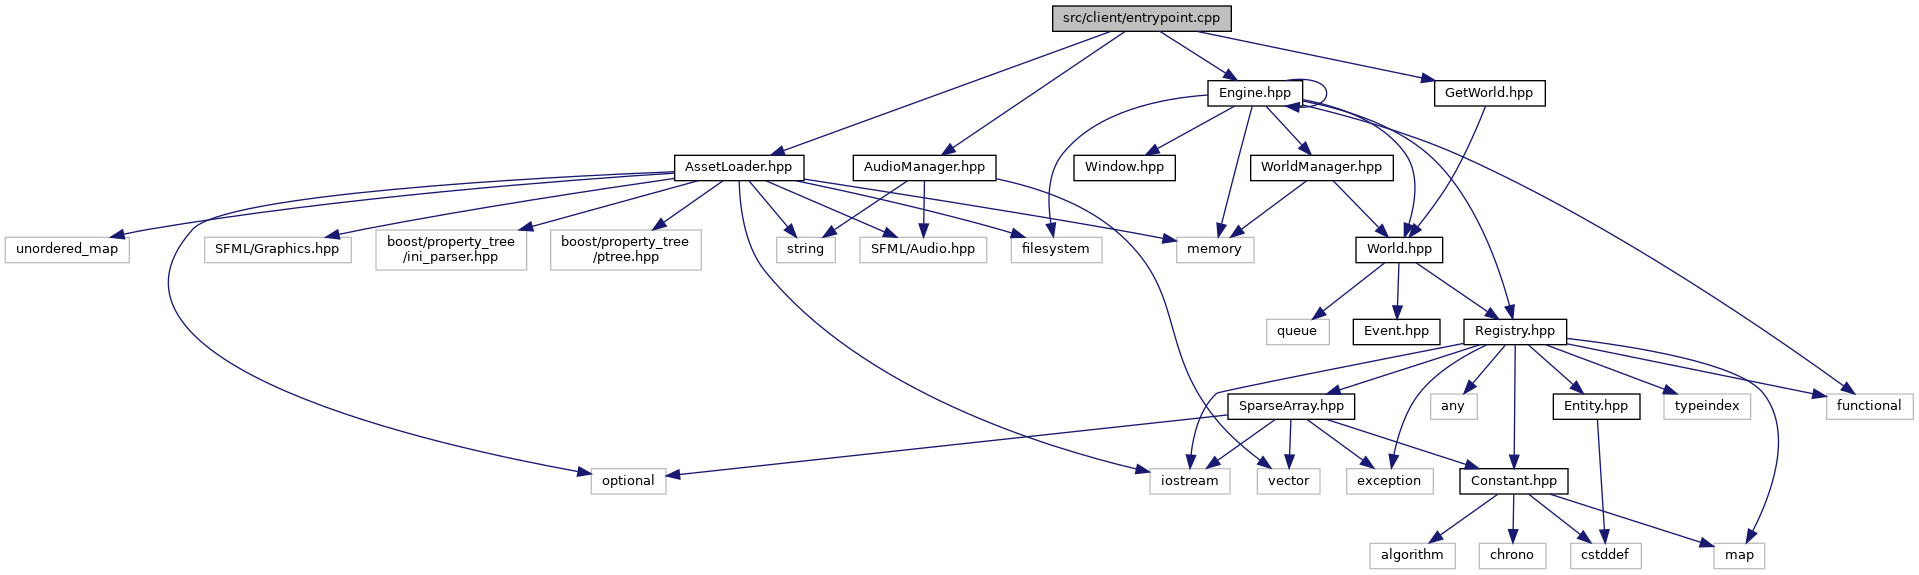 src/client/entrypoint.cpp
Engine.hpp
GetWorld.hpp
AssetLoader.hpp
AudioManager.hpp
Window.hpp
WorldManager.hpp
unordered_map
SFML/Graphics.hpp
boost/property_tree
/ini_parser.hpp
boost/property_tree
/ptree.hpp
string
SFML/Audio.hpp
filesystem
memory
World.hpp
queue
Event.hpp
Registry.hpp
SparseArray.hpp
any
Entity.hpp
typeindex
functional
optional
iostream
vector
exception
Constant.hpp
algorithm
chrono
cstddef
map